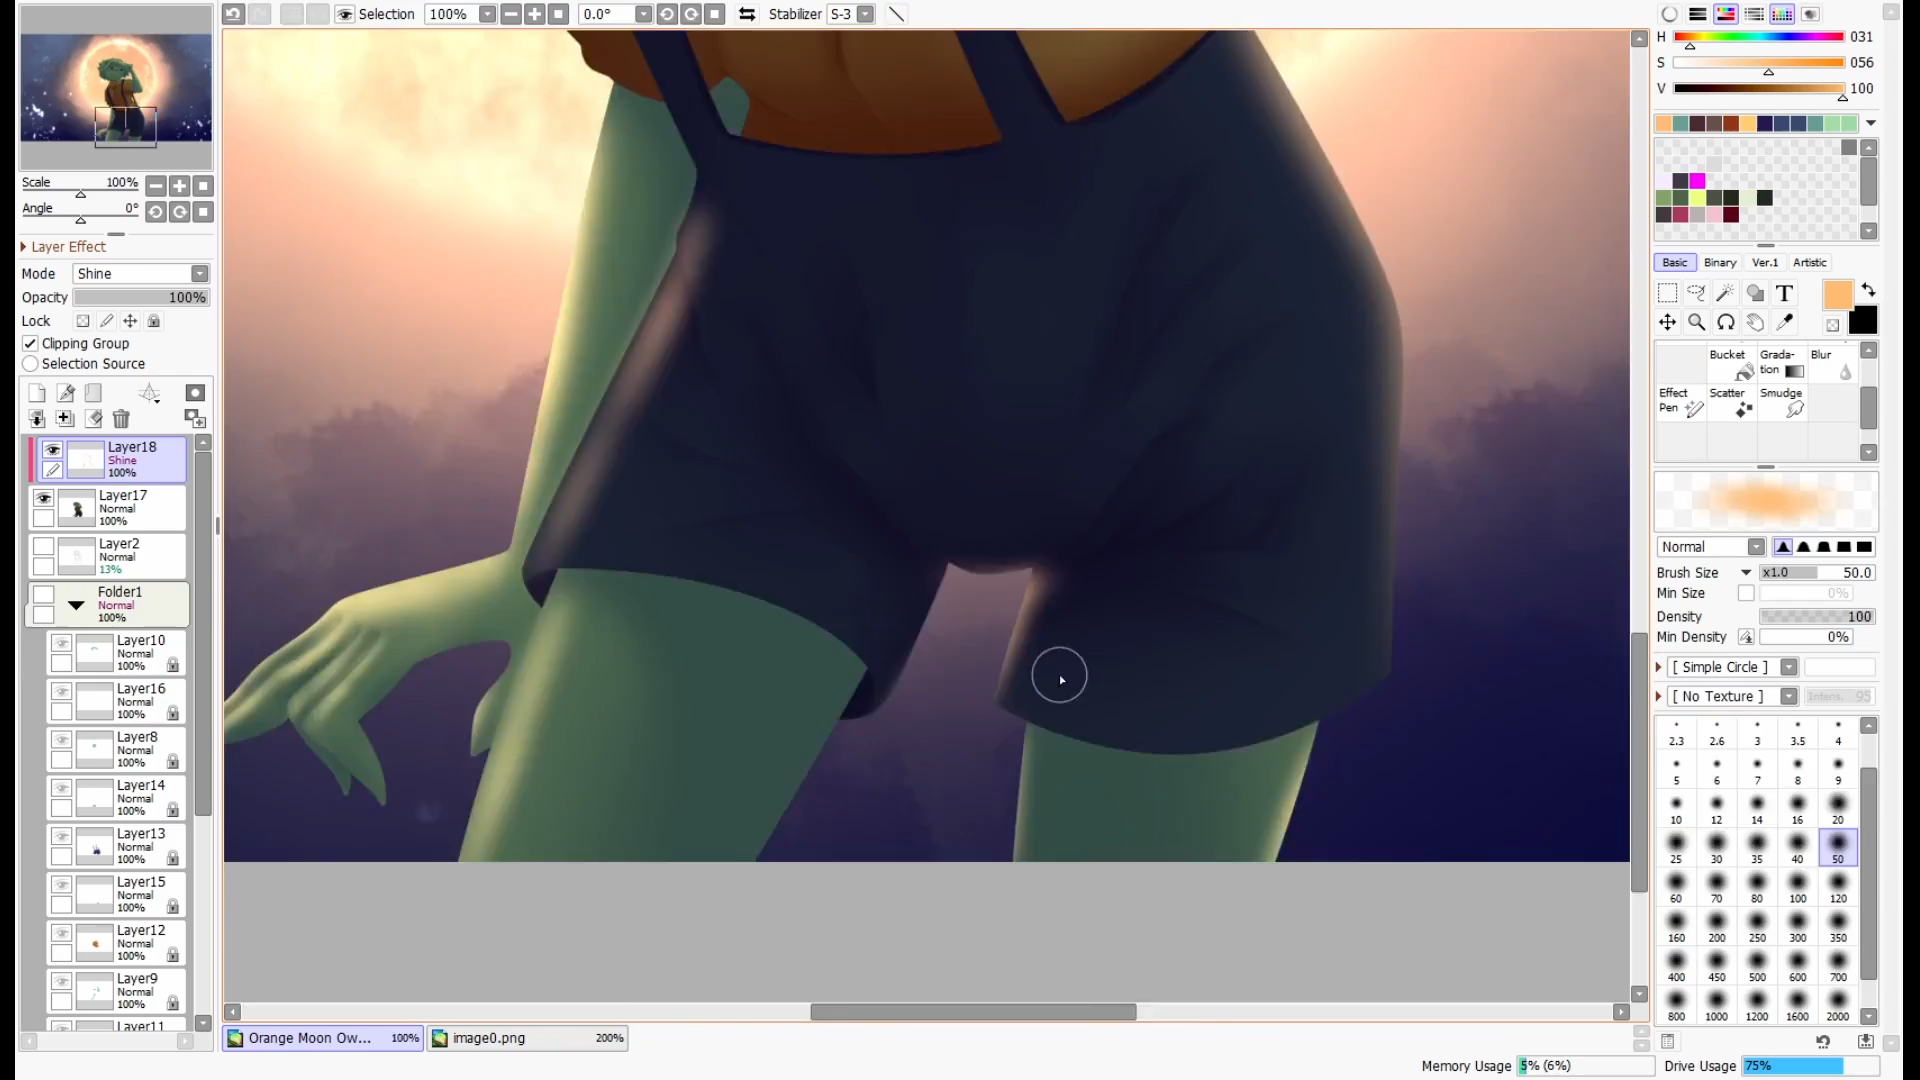 Selection 100% 0.0° Stabilizer S-3
Scale 100%
Angle 0°
Layer Effect
Mode Shine
Opacity 100%
Lock
Clipping Group
Selection Source
Layer18
Shine
100%
Layer17
Normal
100%
Layer2
Normal
13%
Folder1
Normal
100%
Layer10
Normal
100%
Layer16
Normal
100%
Layer8
Normal
100%
Layer14
Normal
100%
Layer13
Normal
100%
Layer15
Normal
100%
Layer12
Normal
100%
Layer9
Normal
100%
Layer11
Orange Moon Ow... 100% image0.png 200%
Memory Usage 5% (6%) Drive Usage 75%
H 031
S 056
V 100
Basic Binary Ver.1 Artistic
T
Bucket Grada-tion Blur
Effect Pen Scatter Smudge
Normal
Brush Size x1.0 50.0
Min Size 0%
Density 100
Min Density 0%
[ Simple Circle ]
[ No Texture ] Intens. 95
2.3 2.6 3 3.5 4
5 6 7 8 9
10 12 14 16 20
25 30 35 40 50
60 70 80 100 120
160 200 250 300 350
400 450 500 600 700
800 1000 1200 1600 2000